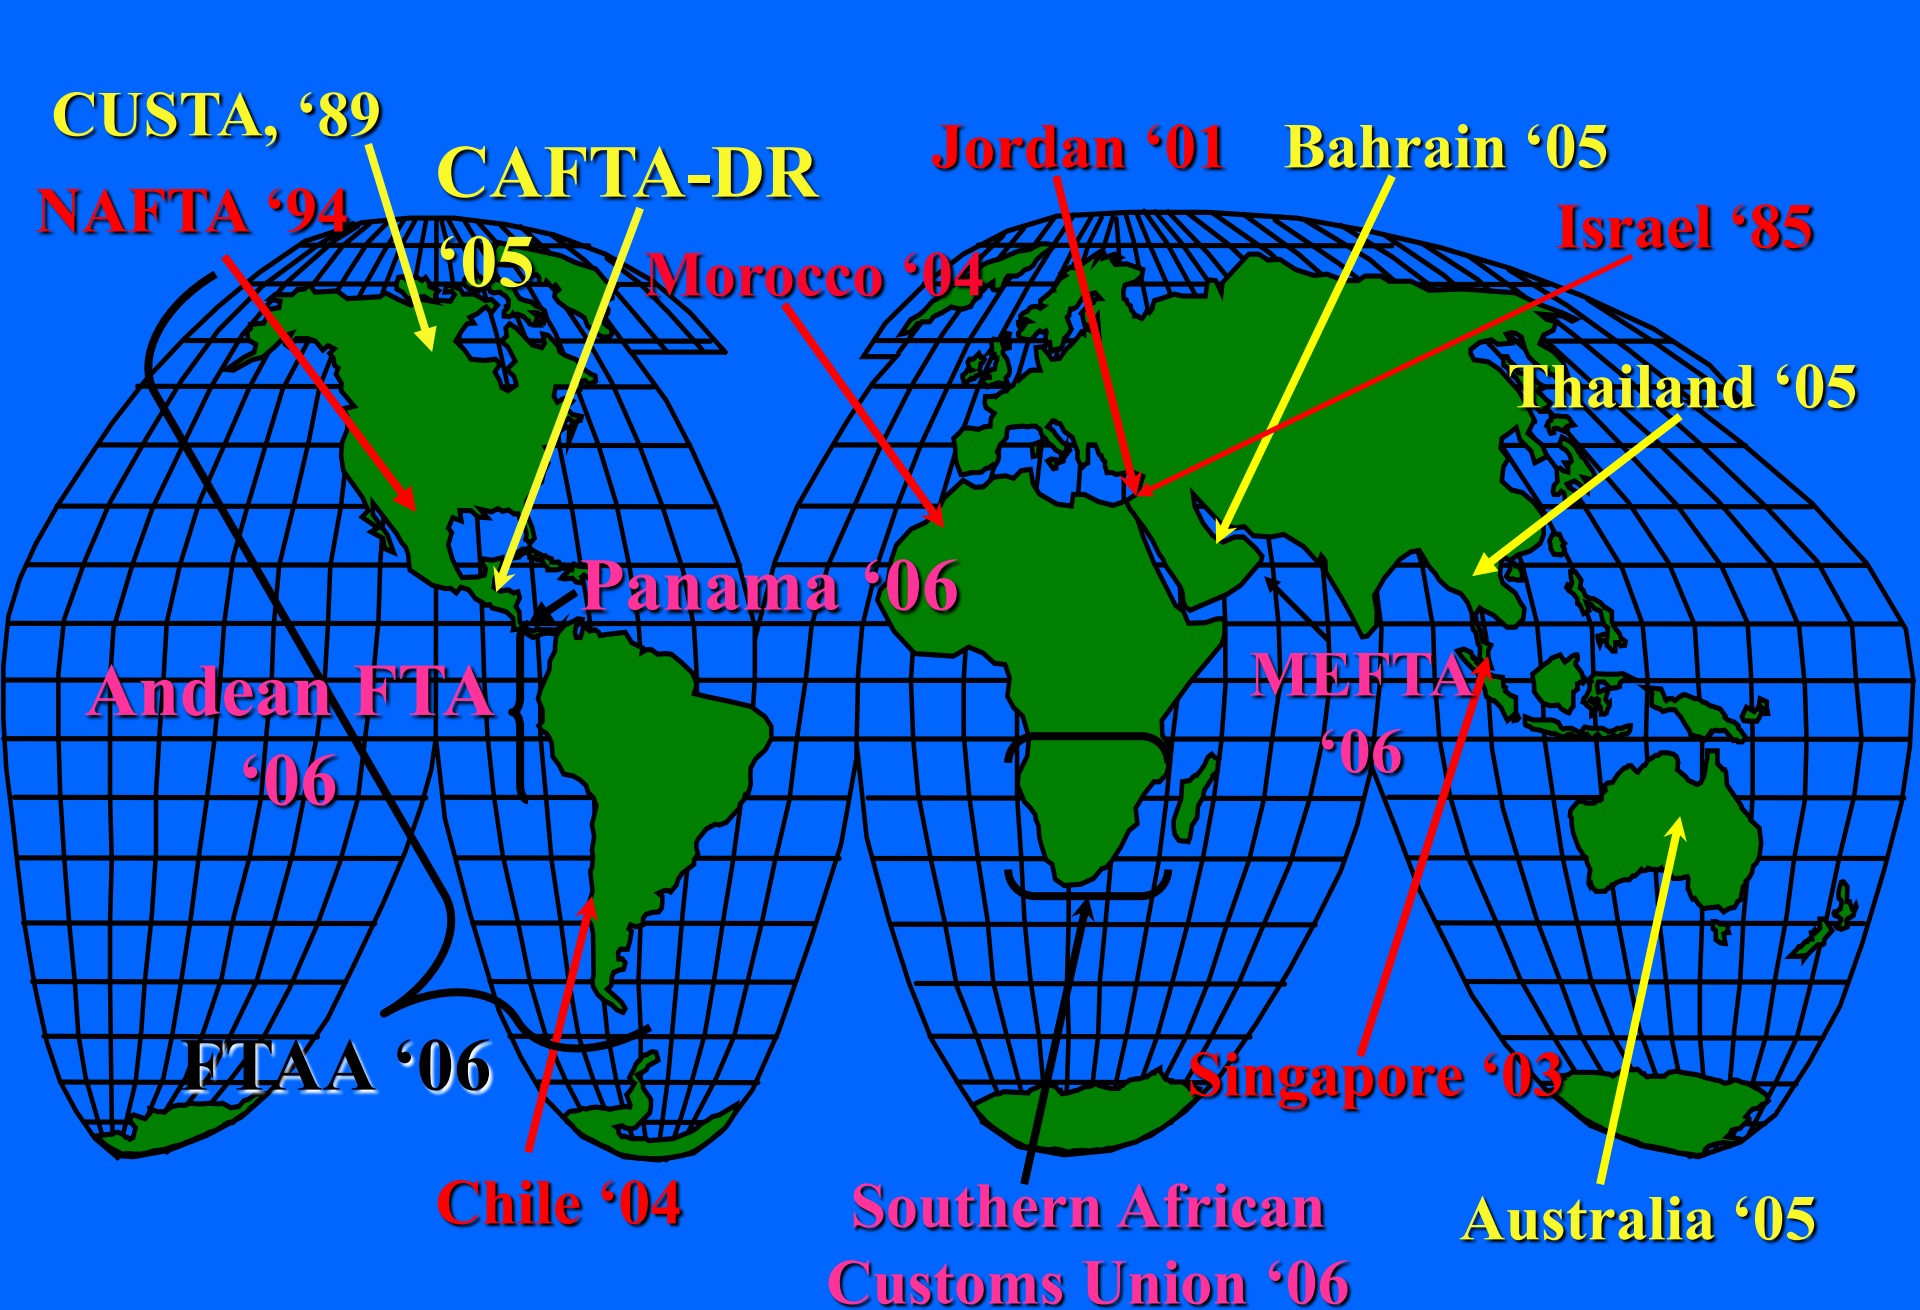 CUSTA, ‘89
NAFTA ‘94
CAFTA-DR
‘05
Morocco ‘04
Jordan ‘01
Bahrain ‘05
Israel ‘85
Thailand ‘05
Panama ‘06
Andean FTA
‘06
MEFTA
‘06
FTAA ‘06
Singapore ‘03
Chile ‘04
Southern African
Customs Union ‘06
Australia ‘05